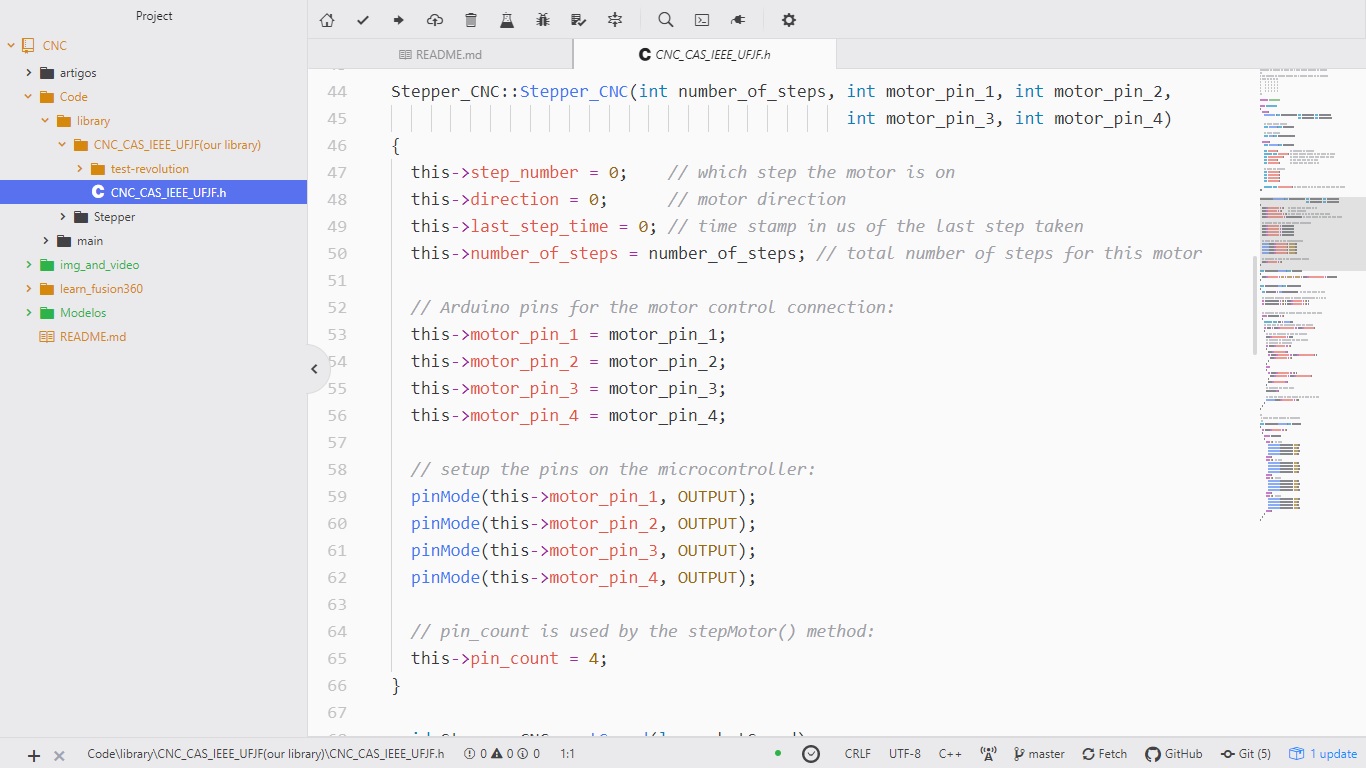 Project
CNC
artigos
Code
library
CNC_CAS_IEEE_UFJF(our library)
test-revolution
CNC_CAS_IEEE_UFJF.h
Stepper
main
img_and_video
learn_fusion360
Modelos
README.md
README.md
CNC_CAS_IEEE_UFJF.h
44 Stepper_CNC::Stepper_CNC(int number_of_steps, int motor_pin_1, int motor_pin_2,
45 int motor_pin_3, int motor_pin_4)
46 {
47 this->step_number = 0; // which step the motor is on
48 this->direction = 0; // motor direction
49 this->last_step_time = 0; // time stamp in us of the last step taken
50 this->number_of_steps = number_of_steps; // total number of steps for this motor
51
52 // Arduino pins for the motor control connection:
53 this->motor_pin_1 = motor_pin_1;
54 this->motor_pin_2 = motor_pin_2;
55 this->motor_pin_3 = motor_pin_3;
56 this->motor_pin_4 = motor_pin_4;
57
58 // setup the pins on the microcontroller:
59 pinMode(this->motor_pin_1, OUTPUT);
60 pinMode(this->motor_pin_2, OUTPUT);
61 pinMode(this->motor_pin_3, OUTPUT);
62 pinMode(this->motor_pin_4, OUTPUT);
63
64 // pin_count is used by the stepMotor() method:
65 this->pin_count = 4;
66 }
67
Code\library\CNC_CAS_IEEE_UFJF(our library)\CNC_CAS_IEEE_UFJF.h 0 0 0 1:1 CRLF UTF-8 C++ master Fetch GitHub Git (5) 1 update